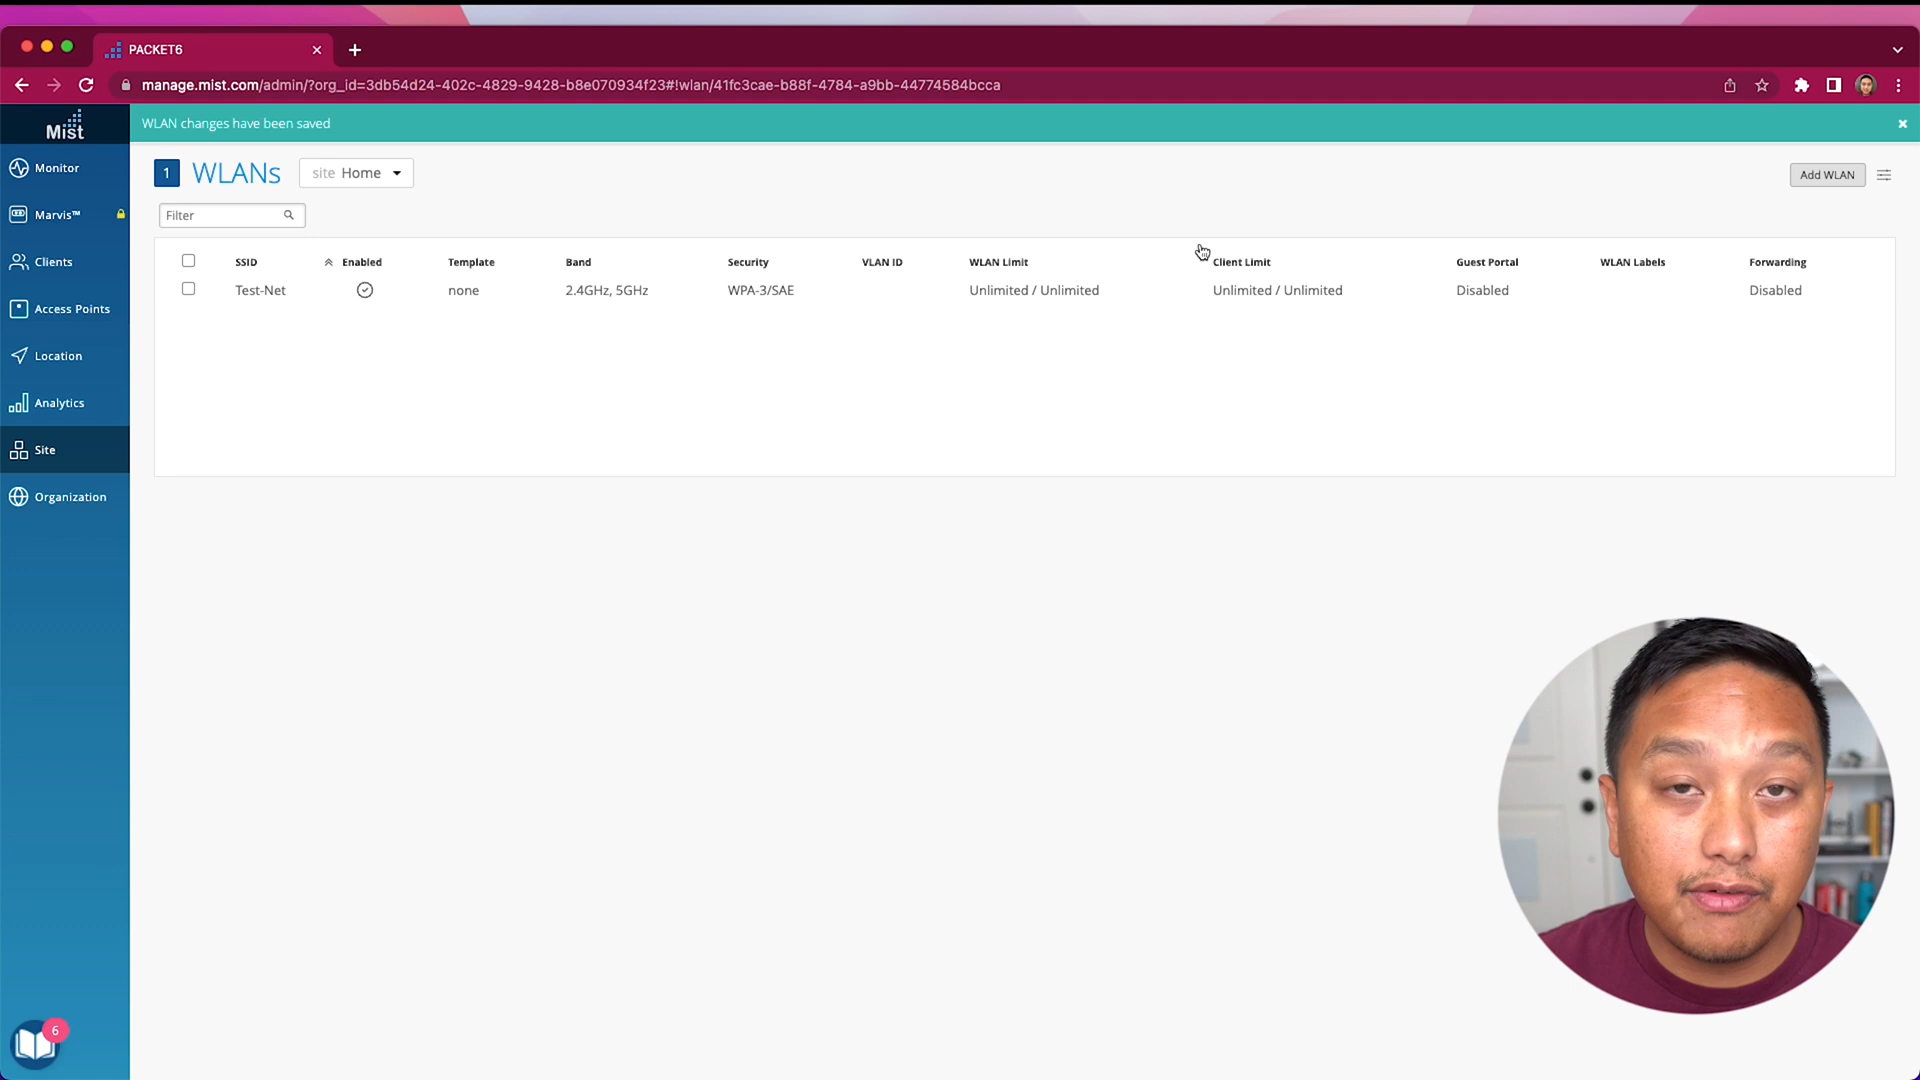 PACKET6
manage.mist.com/admin/?org_id=3db54d24-402c-4829-9428-b8e070934f23#!wlan/41fc3cae-b88f-4784-a9bb-44774584bcca
Mist
WLAN changes have been saved
Monitor
Marvis™
Clients
Access Points
Location
Analytics
Site
Organization
6
1 WLANs site Home
Add WLAN
Filter
SSID Enabled Template Band Security VLAN ID WLAN Limit Client Limit Guest Portal WLAN Labels Forwarding
Test-Net none 2.4GHz, 5GHz WPA-3/SAE Unlimited / Unlimited Unlimited / Unlimited Disabled Disabled